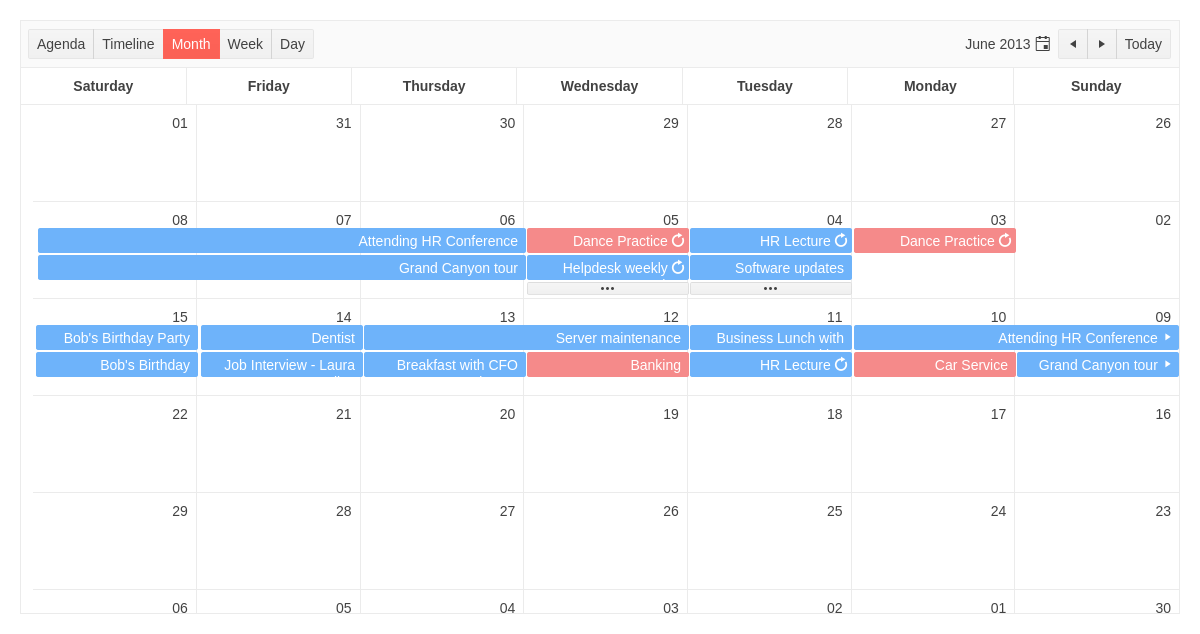 Agenda Timeline Month Week Day June 2013 Today
Saturday Friday Thursday Wednesday Tuesday Monday Sunday
01 31 30 29 28 27 26
08 07 06 05 04 03 02
Attending HR Conference Dance Practice HR Lecture Dance Practice
Grand Canyon tour Helpdesk weekly Software updates
15 14 13 12 11 10 09
Bob's Birthday Party Dentist Server maintenance Business Lunch with Attending HR Conference
Bob's Birthday Job Interview - Laura Breakfast with CFO Banking HR Lecture Car Service Grand Canyon tour
22 21 20 19 18 17 16
29 28 27 26 25 24 23
06 05 04 03 02 01 30